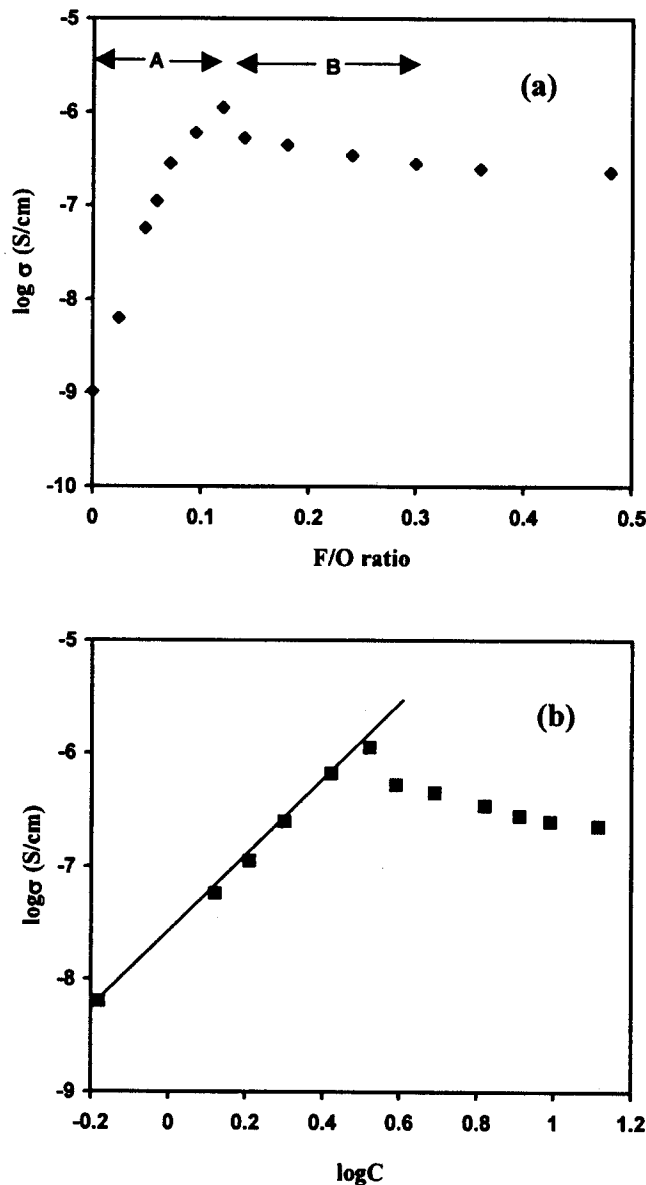 -5
A
B
(a)
-6
-7
-8
-9
-10
log σ (S/cm)
0 0.1 0.2 0.3 0.4 0.5
F/O ratio
-5
(b)
-6
-7
-8
-9
logσ (S/cm)
-0.2 0 0.2 0.4 0.6 0.8 1 1.2
logC